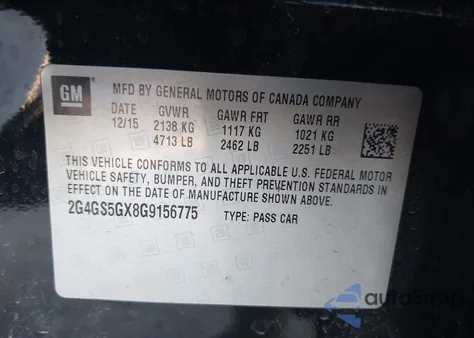 GM
MFD BY GENERAL MOTORS OF CANADA COMPANY
DATE GVWR GAWR FRT GAWR RR
12/15 2138 KG 1117 KG 1021 KG
4713 LB 2462 LB 2251 LB
THIS VEHICLE CONFORMS TO ALL APPLICABLE U.S. FEDERAL MOTOR
VEHICLE SAFETY, BUMPER, AND THEFT PREVENTION STANDARDS IN
EFFECT ON THE DATE OF MANUFACTURE SHOWN ABOVE.
2G4GS5GX8G9156775 TYPE: PASS CAR
autoSnap